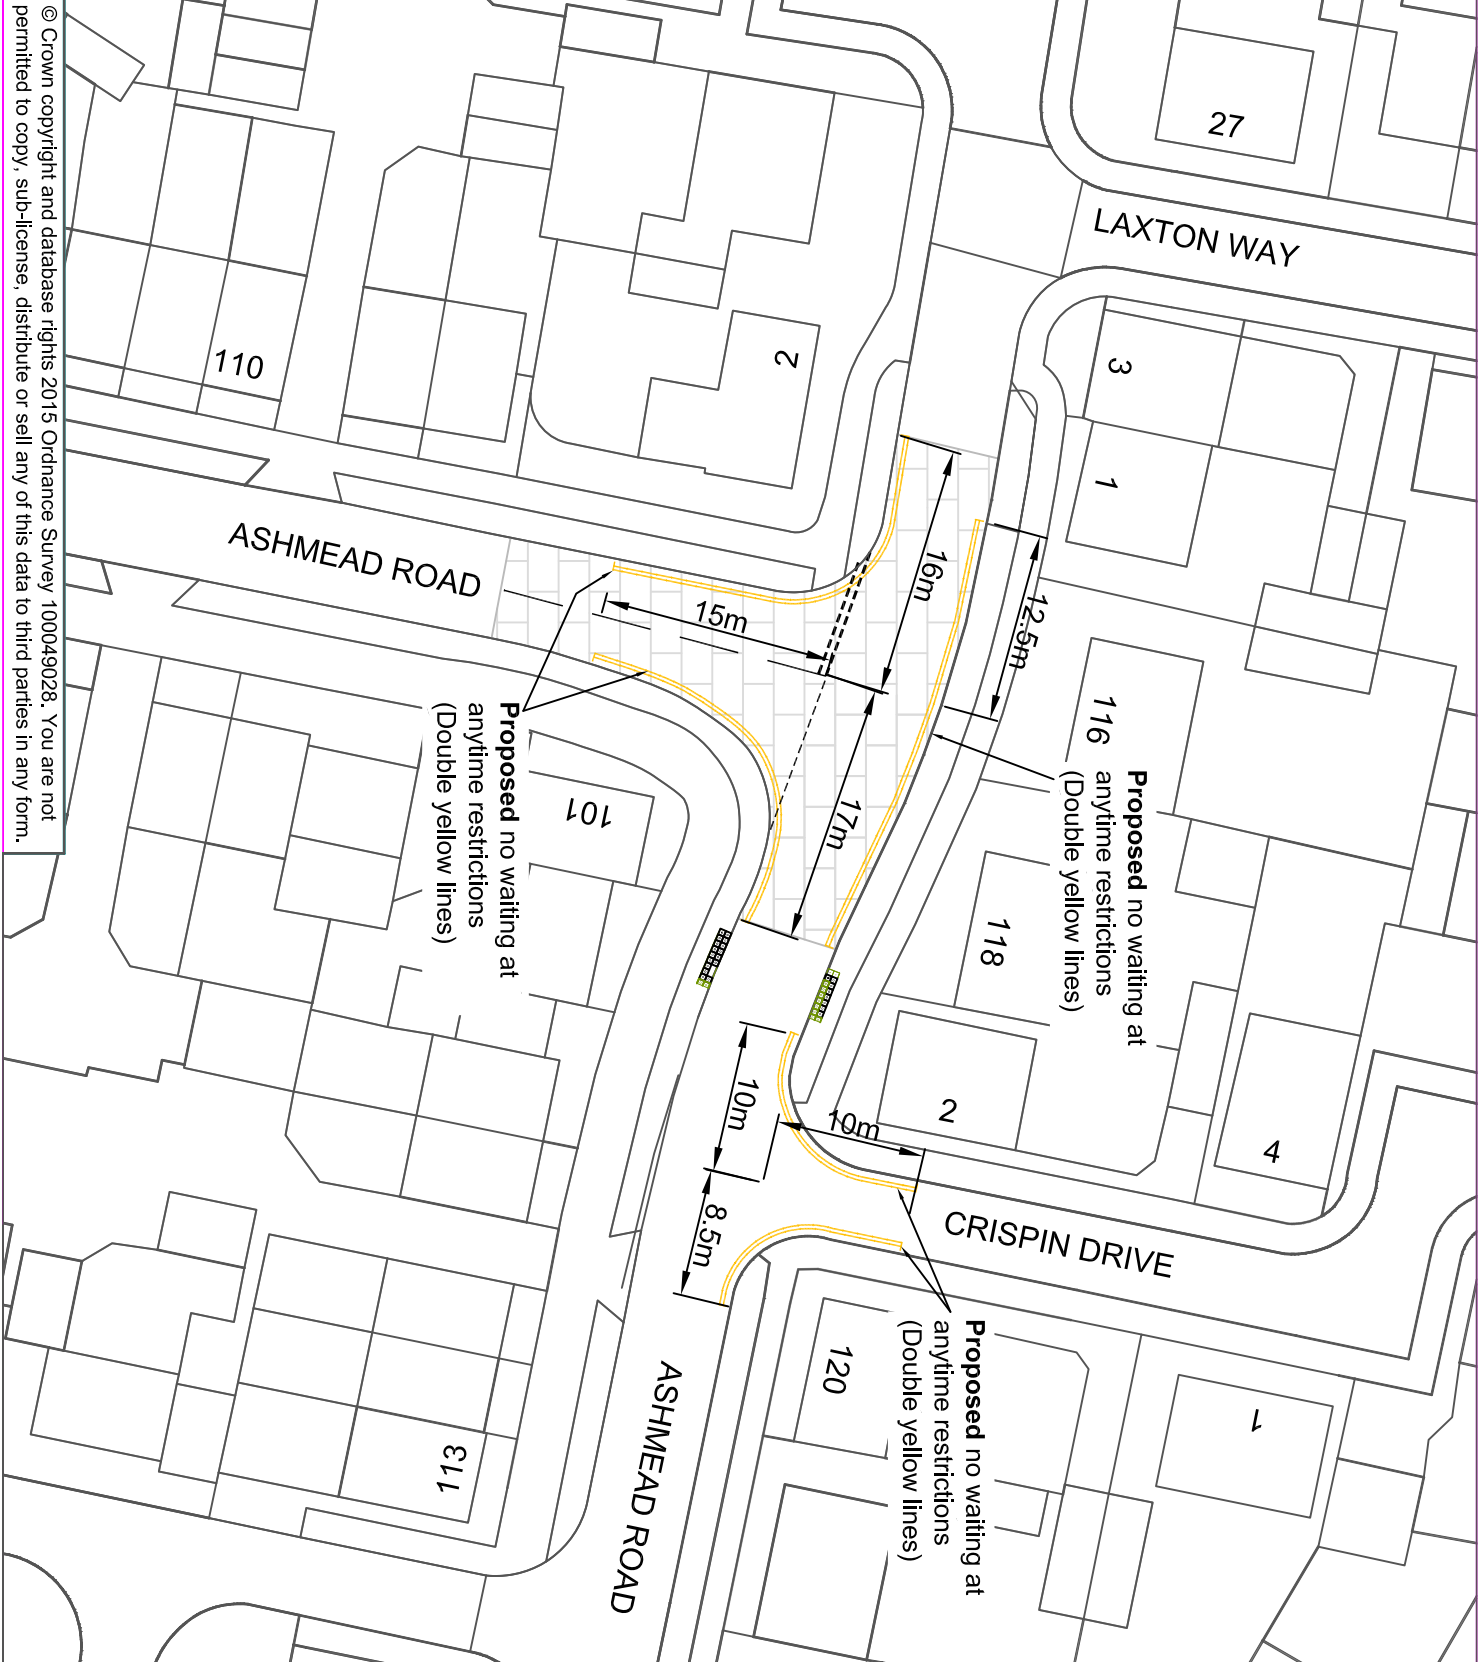 27
LAXTON WAY
3
1
2
110
ASHMEAD ROAD
16m
15m
12.5m
17m
116
118
101
Proposed no waiting at
anytime restrictions
(Double yellow lines)
Proposed no waiting at
anytime restrictions
(Double yellow lines)
2
4
10m
10m
8.5m
CRISPIN DRIVE
Proposed no waiting at
anytime restrictions
(Double yellow lines)
120
1
113
ASHMEAD ROAD
© Crown copyright and database rights 2015 Ordnance Survey 100049028. You are not
permitted to copy, sub-license, distribute or sell any of this data to third parties in any form.